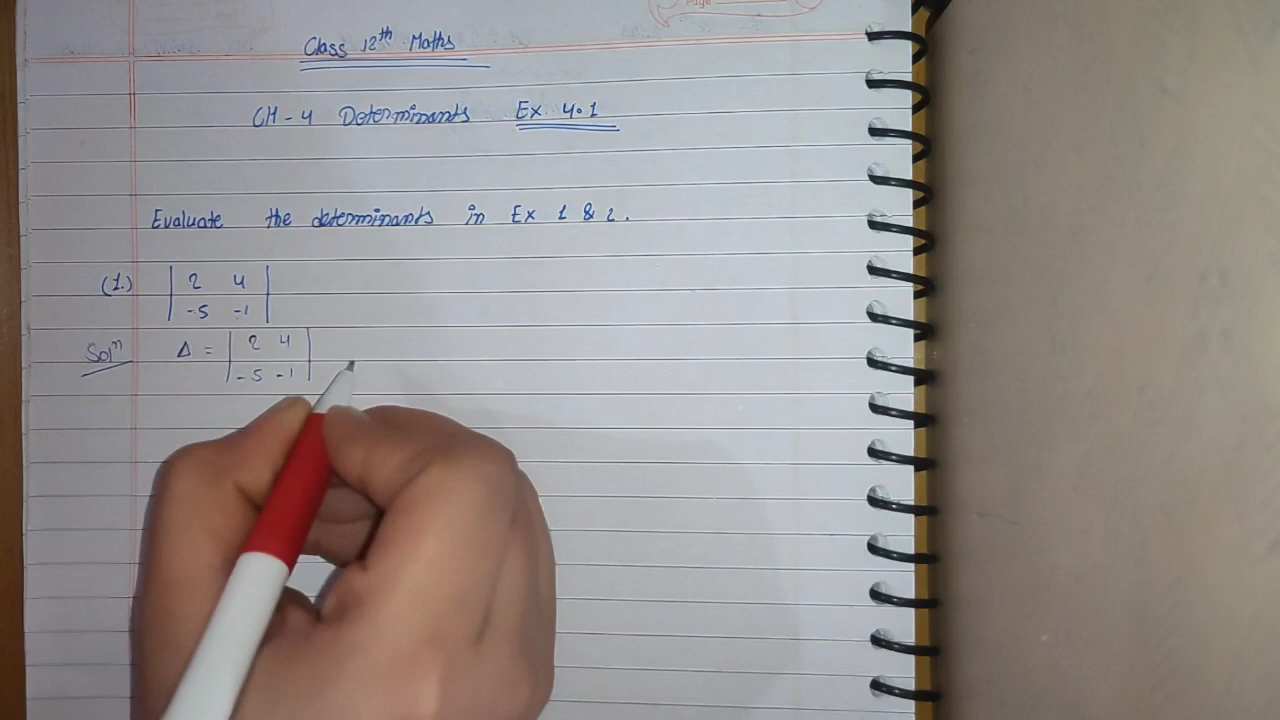 Page
Class 12th Maths
CH-4 Determinants Ex. 4.1
Evaluate the determinants in Ex 1 & 2.
(1.) | 2 4 |
| -5 -1 |
Solⁿ Δ = | 2 4 |
| -5 -1 |